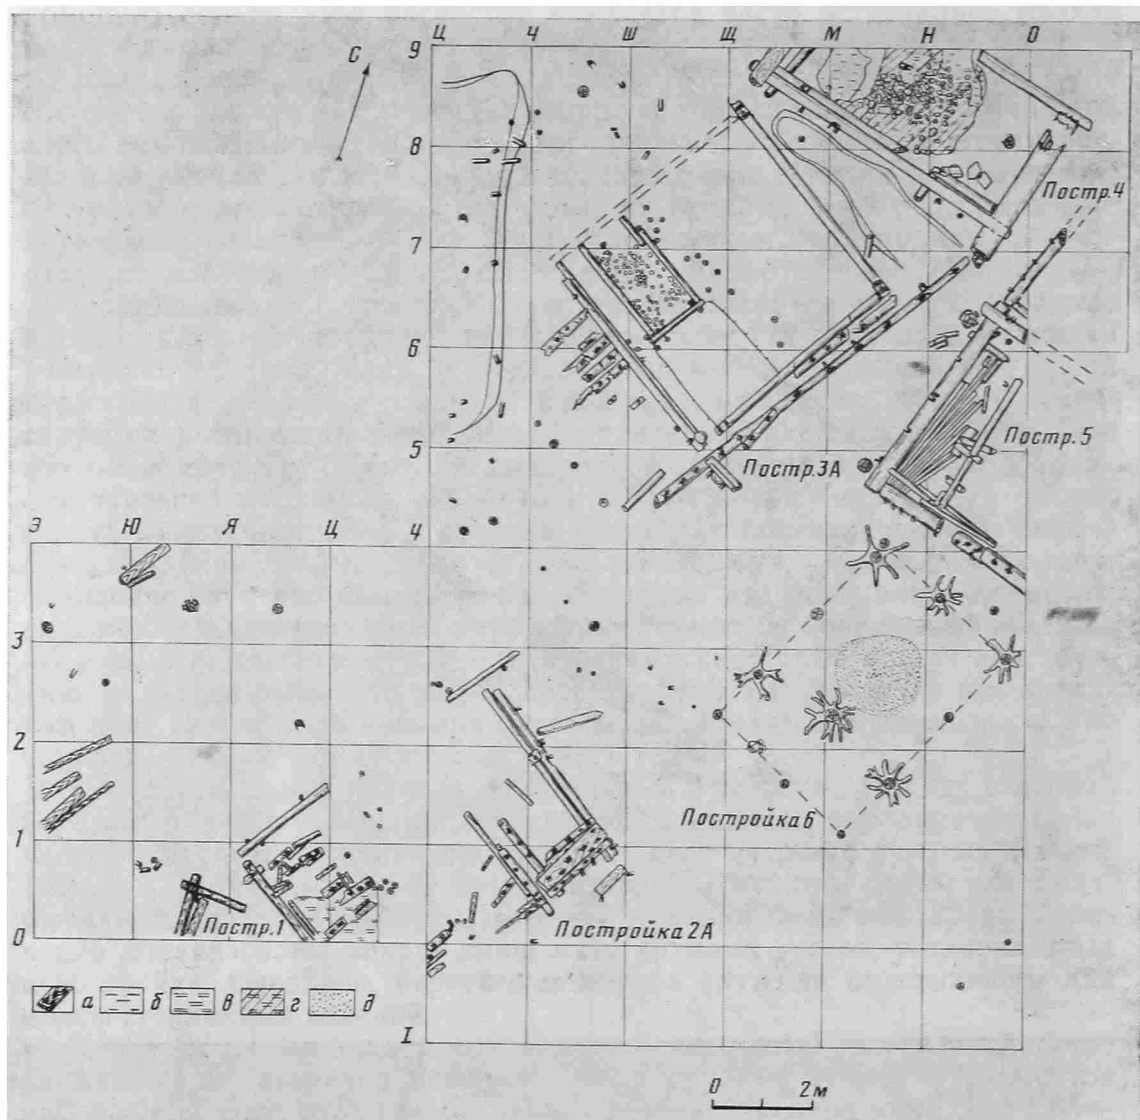 Ц Ч Ш Щ М Н О
9
С
8
Постр.4
7
6
Постр.5
5
Постр.3А
Э Ю Я Ц Ч
3
2
Постройка 6
1
Постр.1
Постройка 2А
0
а б в г д
I
0 2м